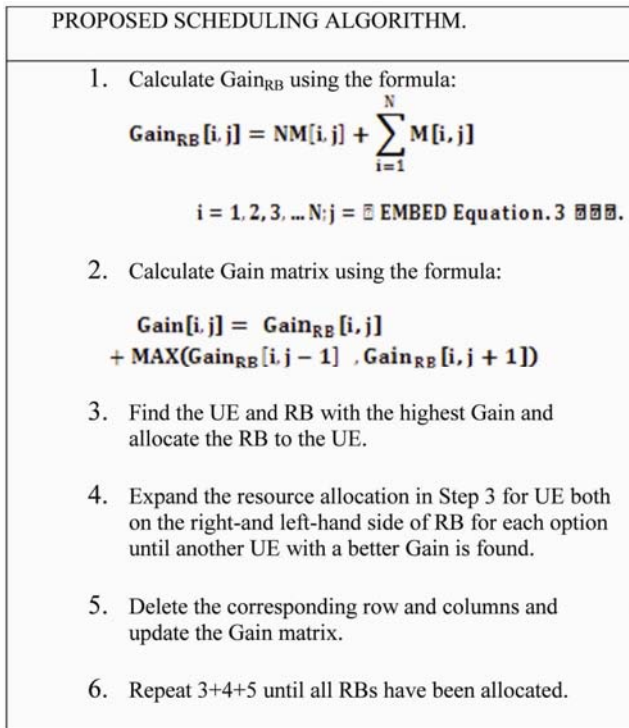 PROPOSED SCHEDULING ALGORITHM.
1. Calculate GainRB using the formula:
N
GainRB[i, j] = NM[i, j] + ∑ M[i, j]
i=1
i = 1, 2, 3, ... N; j = EMBED Equation. 3 .
2. Calculate Gain matrix using the formula:
Gain[i, j] = GainRB[i, j]
+ MAX(GainRB[i, j − 1] , GainRB[i, j + 1])
3. Find the UE and RB with the highest Gain and
allocate the RB to the UE.
4. Expand the resource allocation in Step 3 for UE both
on the right-and left-hand side of RB for each option
until another UE with a better Gain is found.
5. Delete the corresponding row and columns and
update the Gain matrix.
6. Repeat 3+4+5 until all RBs have been allocated.